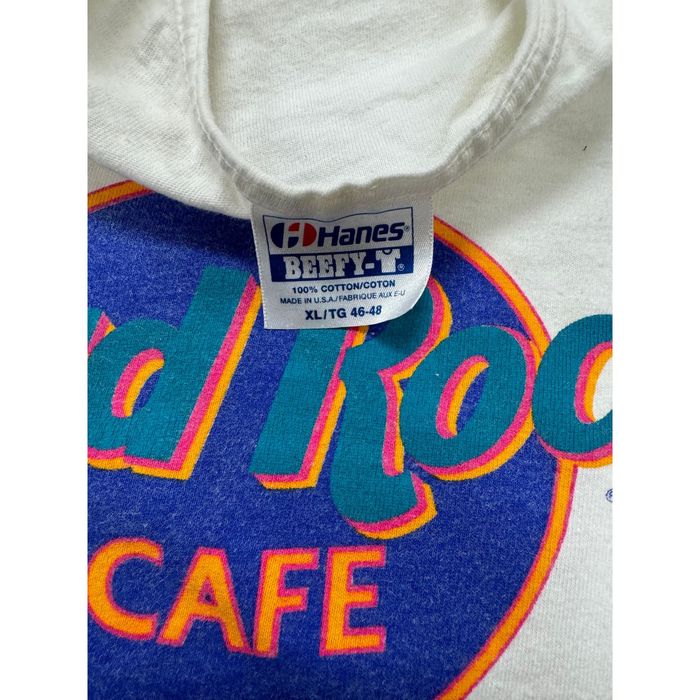 Hanes®
BEEFY-T®
100% COTTON/COTON
MADE IN U.S.A./FABRIQUE AUX E-U
XL/TG 46-48
rd Roc
®
CAFE